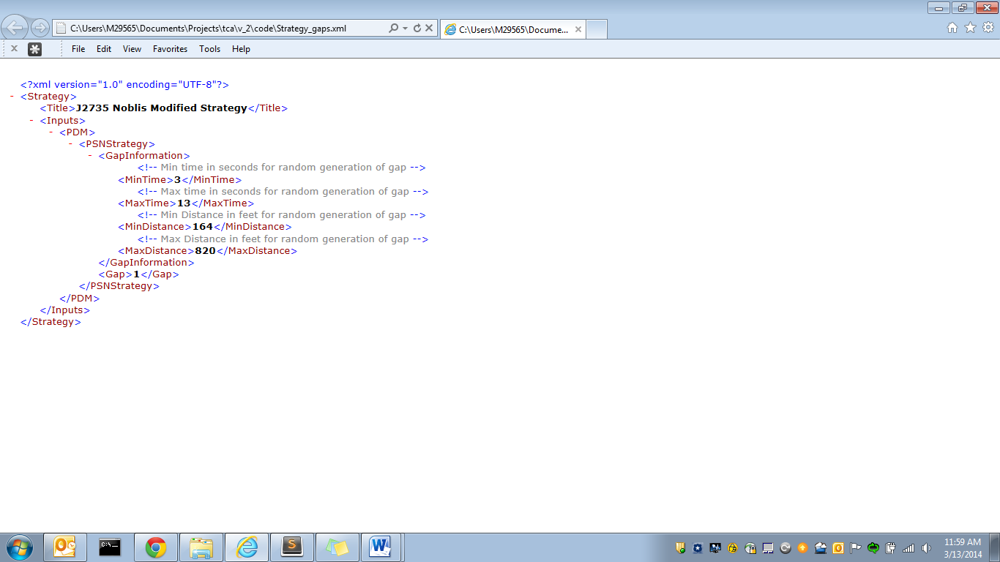 C:\Users\M29565\Documents\Projects\tca\v_2\code\Strategy_gaps.xml
C:\Users\M29565\Docume...
File Edit View Favorites Tools Help
<?xml version="1.0" encoding="UTF-8"?>
- <Strategy>
<Title>J2735 Noblis Modified Strategy</Title>
- <Inputs>
- <PDM>
- <PSNStrategy>
- <GapInformation>
<!-- Min time in seconds for random generation of gap -->
<MinTime>3</MinTime>
<!-- Max time in seconds for random generation of gap -->
<MaxTime>13</MaxTime>
<!-- Min Distance in feet for random generation of gap -->
<MinDistance>164</MinDistance>
<!-- Max Distance in feet for random generation of gap -->
<MaxDistance>820</MaxDistance>
</GapInformation>
<Gap>1</Gap>
</PSNStrategy>
</PDM>
</Inputs>
</Strategy>
C:\_
11:59 AM
3/13/2014